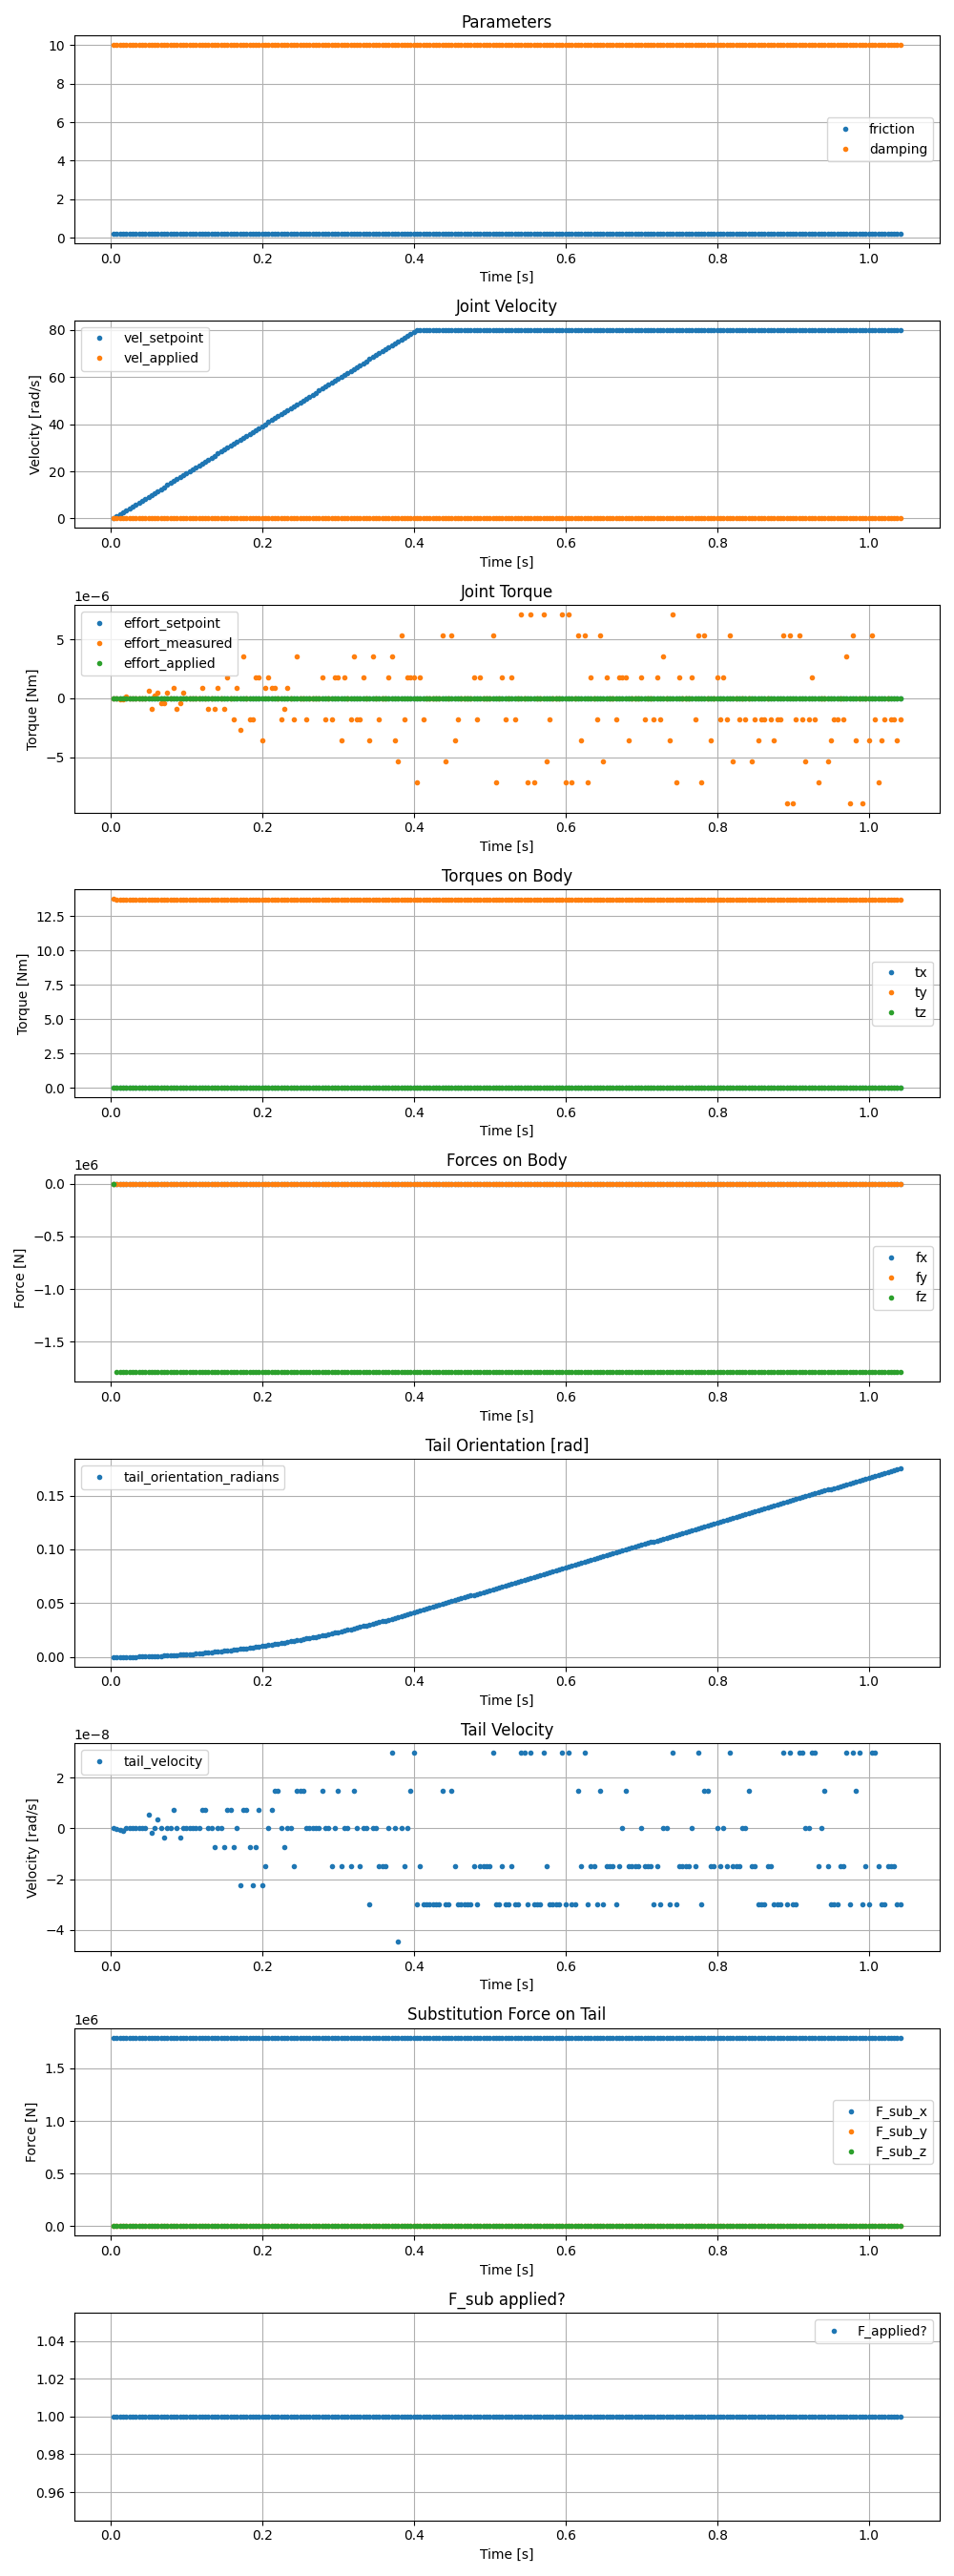 Parameters
10
8
6
4
2
0
friction
damping
0.0 0.2 0.4 0.6 0.8 1.0
Time [s]
Joint Velocity
Velocity [rad/s]
80
60
40
20
0
vel_setpoint
vel_applied
0.0 0.2 0.4 0.6 0.8 1.0
Time [s]
Joint Torque
1e−6
Torque [Nm]
5
0
−5
effort_setpoint
effort_measured
effort_applied
0.0 0.2 0.4 0.6 0.8 1.0
Time [s]
Torques on Body
Torque [Nm]
12.5
10.0
7.5
5.0
2.5
0.0
tx
ty
tz
0.0 0.2 0.4 0.6 0.8 1.0
Time [s]
Forces on Body
1e6
Force [N]
0.0
−0.5
−1.0
−1.5
fx
fy
fz
0.0 0.2 0.4 0.6 0.8 1.0
Time [s]
Tail Orientation [rad]
0.15
0.10
0.05
0.00
tail_orientation_radians
0.0 0.2 0.4 0.6 0.8 1.0
Time [s]
Tail Velocity
1e−8
Velocity [rad/s]
2
0
−2
−4
tail_velocity
0.0 0.2 0.4 0.6 0.8 1.0
Time [s]
Substitution Force on Tail
1e6
Force [N]
1.5
1.0
0.5
0.0
F_sub_x
F_sub_y
F_sub_z
0.0 0.2 0.4 0.6 0.8 1.0
Time [s]
F_sub applied?
1.04
1.02
1.00
0.98
0.96
F_applied?
0.0 0.2 0.4 0.6 0.8 1.0
Time [s]